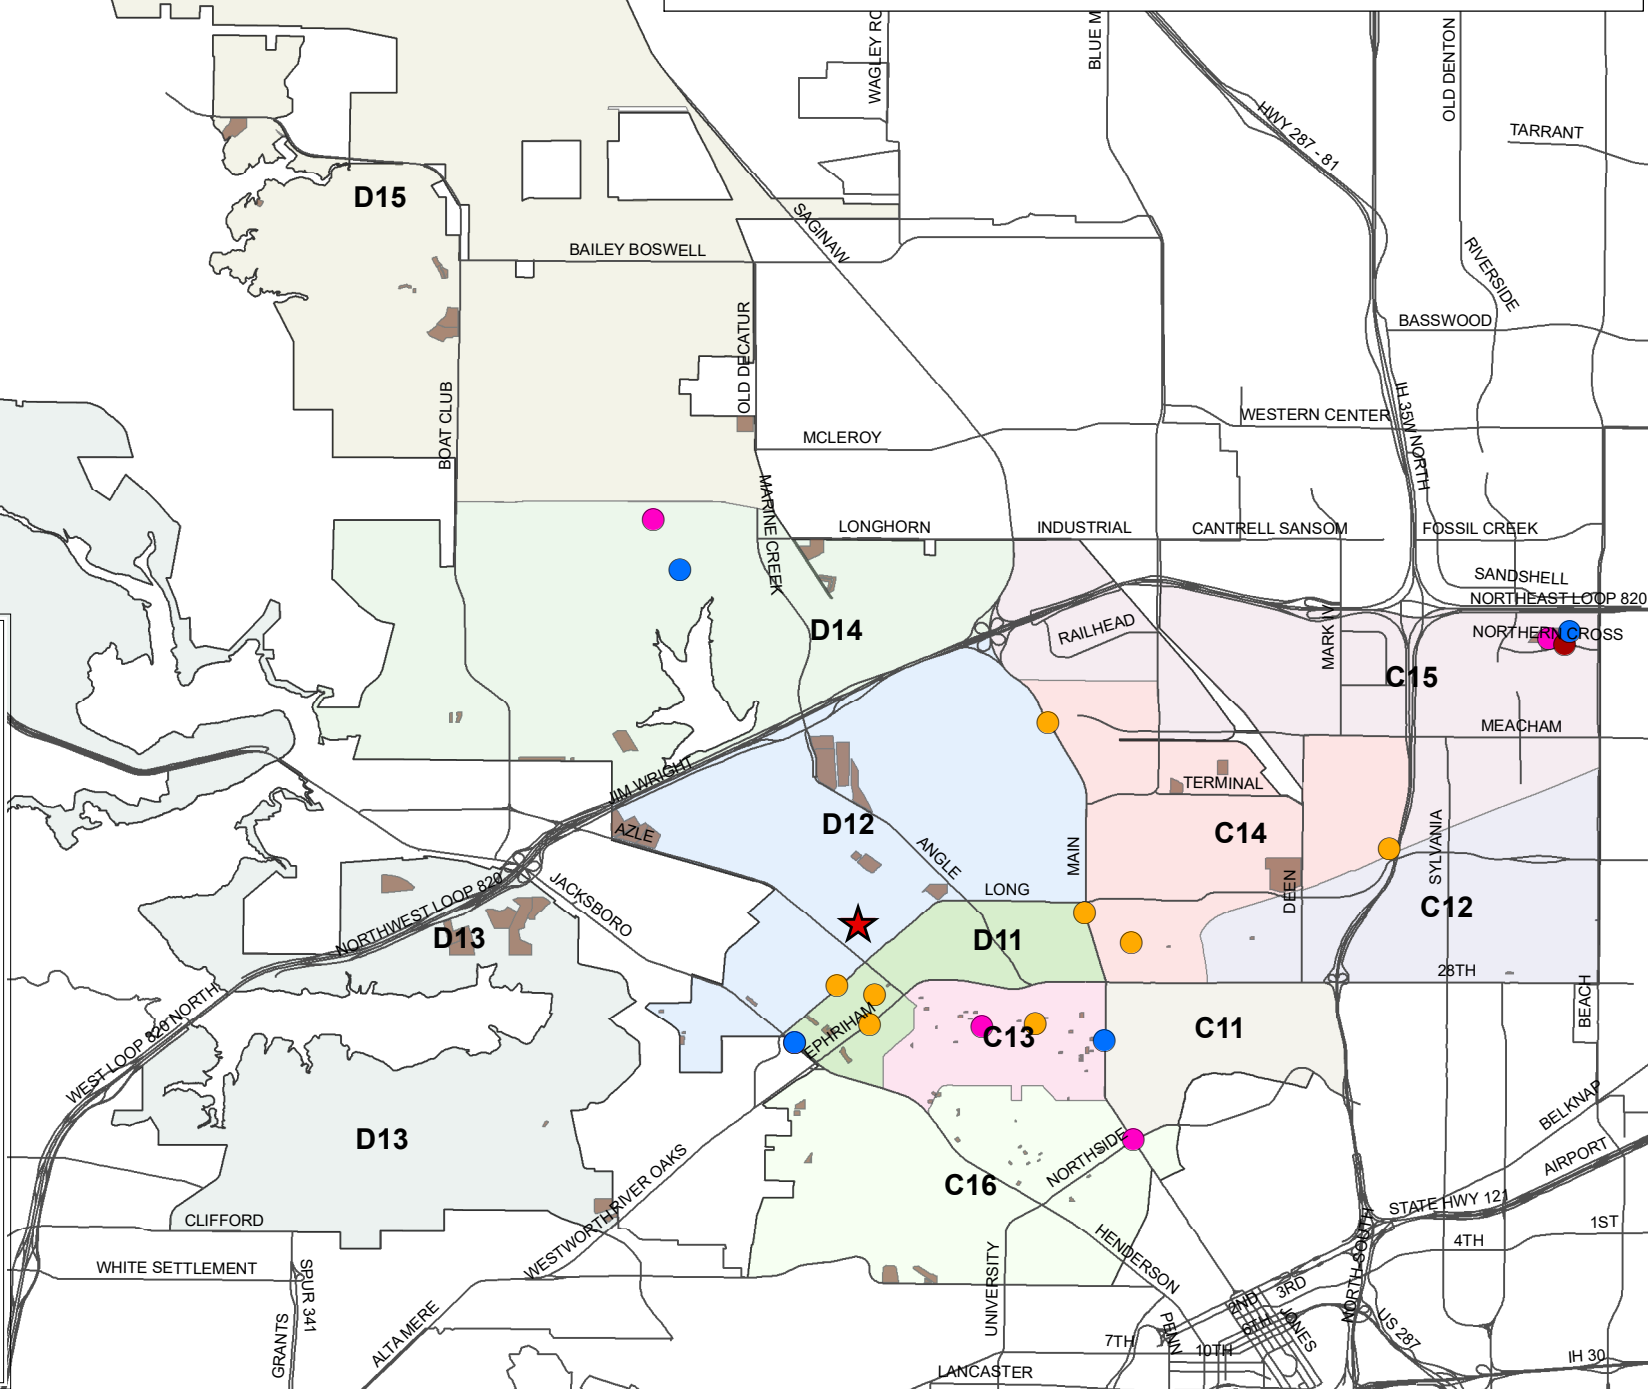 WAGLEY RO
BLUE M
OLD DENTON
HWY 287 - 81
TARRANT
D15
SAGINAW
BAILEY BOSWELL
RIVERSIDE
OLD DECATUR
BASSWOOD
BOAT CLUB
IH 35W NORTH
WESTERN CENTER
MCLEROY
MARINE CREEK
LONGHORN
INDUSTRIAL
CANTRELL SANSOM
FOSSIL CREEK
SANDSHELL
NORTHEAST LOOP 820
D14
RAILHEAD
MARK IV
NORTHERN CROSS
C15
MEACHAM
JIM WRIGHT
TERMINAL
AZLE
D12
C14
ANGLE
MAIN
SYLVANIA
NORTHWEST LOOP 820
JACKSBORO
LONG
DEEN
C12
D13
D11
28TH
WEST LOOP 820 NORTH
EPHRIHAM
C13
C11
BEACH
D13
BELKNAP
NORTHSIDE
AIRPORT
C16
WESTWORTH
RIVER OAKS
STATE HWY 121
CLIFFORD
1ST
4TH
HENDERSON
NORTH-SOUTH
WHITE SETTLEMENT
SPUR 341
UNIVERSITY
2ND
3RD
GRANTS
ALTA MERE
PENN
7TH
6TH
10TH
JONES
US 287
LANCASTER
IH 30